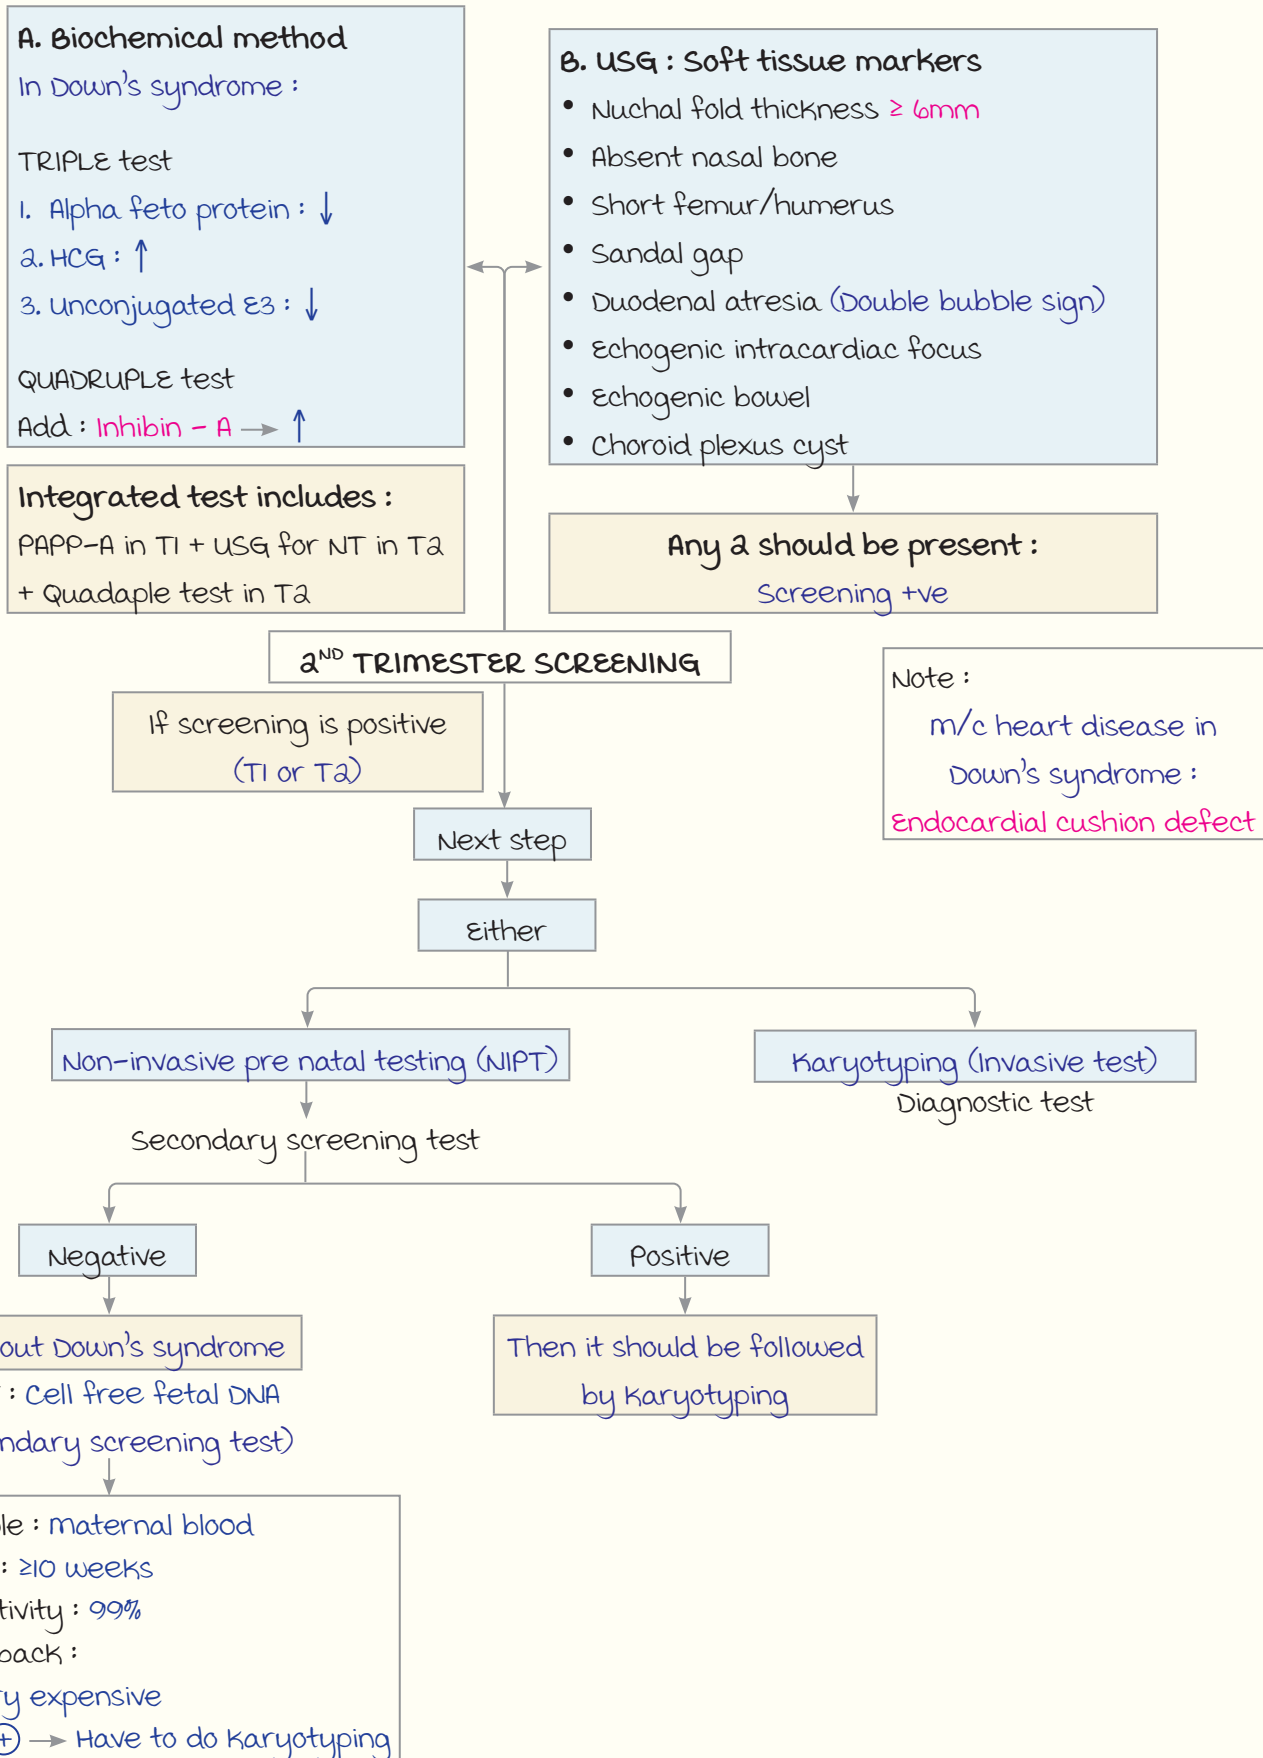 A. Biochemical method
In Down's syndrome :
TRIPLE test
1. Alpha feto protein : ↓
2. HCG : ↑
3. Unconjugated E3 : ↓
QUADRUPLE test
Add : Inhibin - A → ↑
B. USG : Soft tissue markers
• Nuchal fold thickness ≥ 6mm
• Absent nasal bone
• Short femur/humerus
• Sandal gap
• Duodenal atresia (Double bubble sign)
• Echogenic intracardiac focus
• Echogenic bowel
• Choroid plexus cyst
Integrated test includes :
PAPP-A in T1 + USG for NT in T2
+ Quadaple test in T2
Any 2 should be present :
Screening +ve
2ND TRIMESTER SCREENING
Note :
m/c heart disease in
Down's syndrome :
Endocardial cushion defect
If screening is positive
(T1 or T2)
Next step
Either
Non-invasive pre natal testing (NIPT)
Karyotyping (Invasive test)
Diagnostic test
Secondary screening test
Negative
Positive
out Down's syndrome
Then it should be followed
by Karyotyping
: Cell free fetal DNA
ndary screening test)
le : maternal blood
: ≥10 weeks
tivity : 99%
back :
ry expensive
+ → Have to do Karyotyping